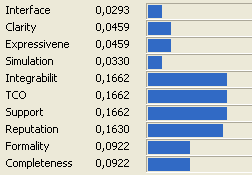 Interface 0,0293
Clarity 0,0459
Expressivene 0,0459
Simulation 0,0330
Integrabilit 0,1662
TCO 0,1662
Support 0,1662
Reputation 0,1630
Formality 0,0922
Completeness 0,0922